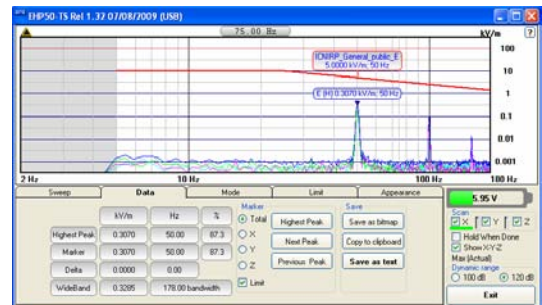 EHP50-TS Rel 1.32 07/08/2009 (USB)
75.00 Hz
kV/m
?
ICNIRP_General_public_E
5.0000 kV/m; 50 Hz
E (H) 0.3070 kV/m; 50 Hz
100
10
1
0.1
0.01
0.001
2 Hz
10 Hz
100 Hz
Sweep
Data
Mode
Limit
Appearance
5.95 V
kV/m
Hz
%
Highest Peak
0.3070
50.00
87.3
Marker
0.3070
50.00
87.3
Delta
0.0000
0.00
WideBand
0.3285
178.00 bandwidth
Marker
Total
X
Y
Z
Limit
Highest Peak
Next Peak
Previous Peak
Save
Save as bitmap
Copy to clipboard
Save as text
Scan
X
Y
Z
Hold When Done
Show X-Y-Z
Max (Actual)
Dynamic range
100 dB
120 dB
Exit